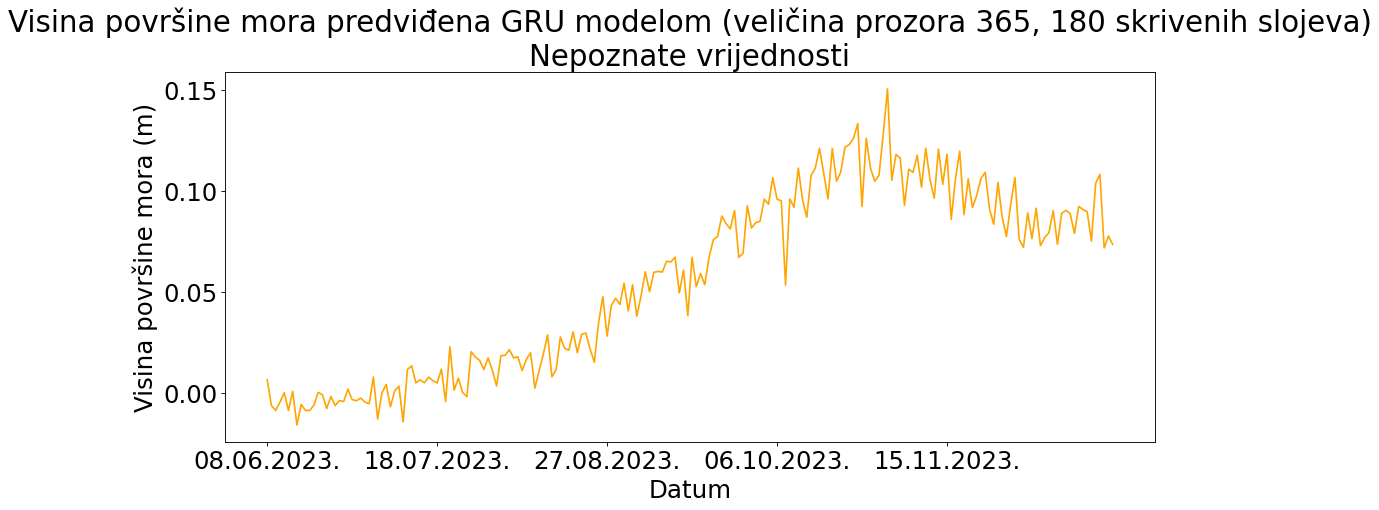 Visina površine mora predviđena GRU modelom (veličina prozora 365, 180 skrivenih slojeva)
Nepoznate vrijednosti
Visina površine mora (m)
0.15
0.10
0.05
0.00
08.06.2023. 18.07.2023. 27.08.2023. 06.10.2023. 15.11.2023.
Datum